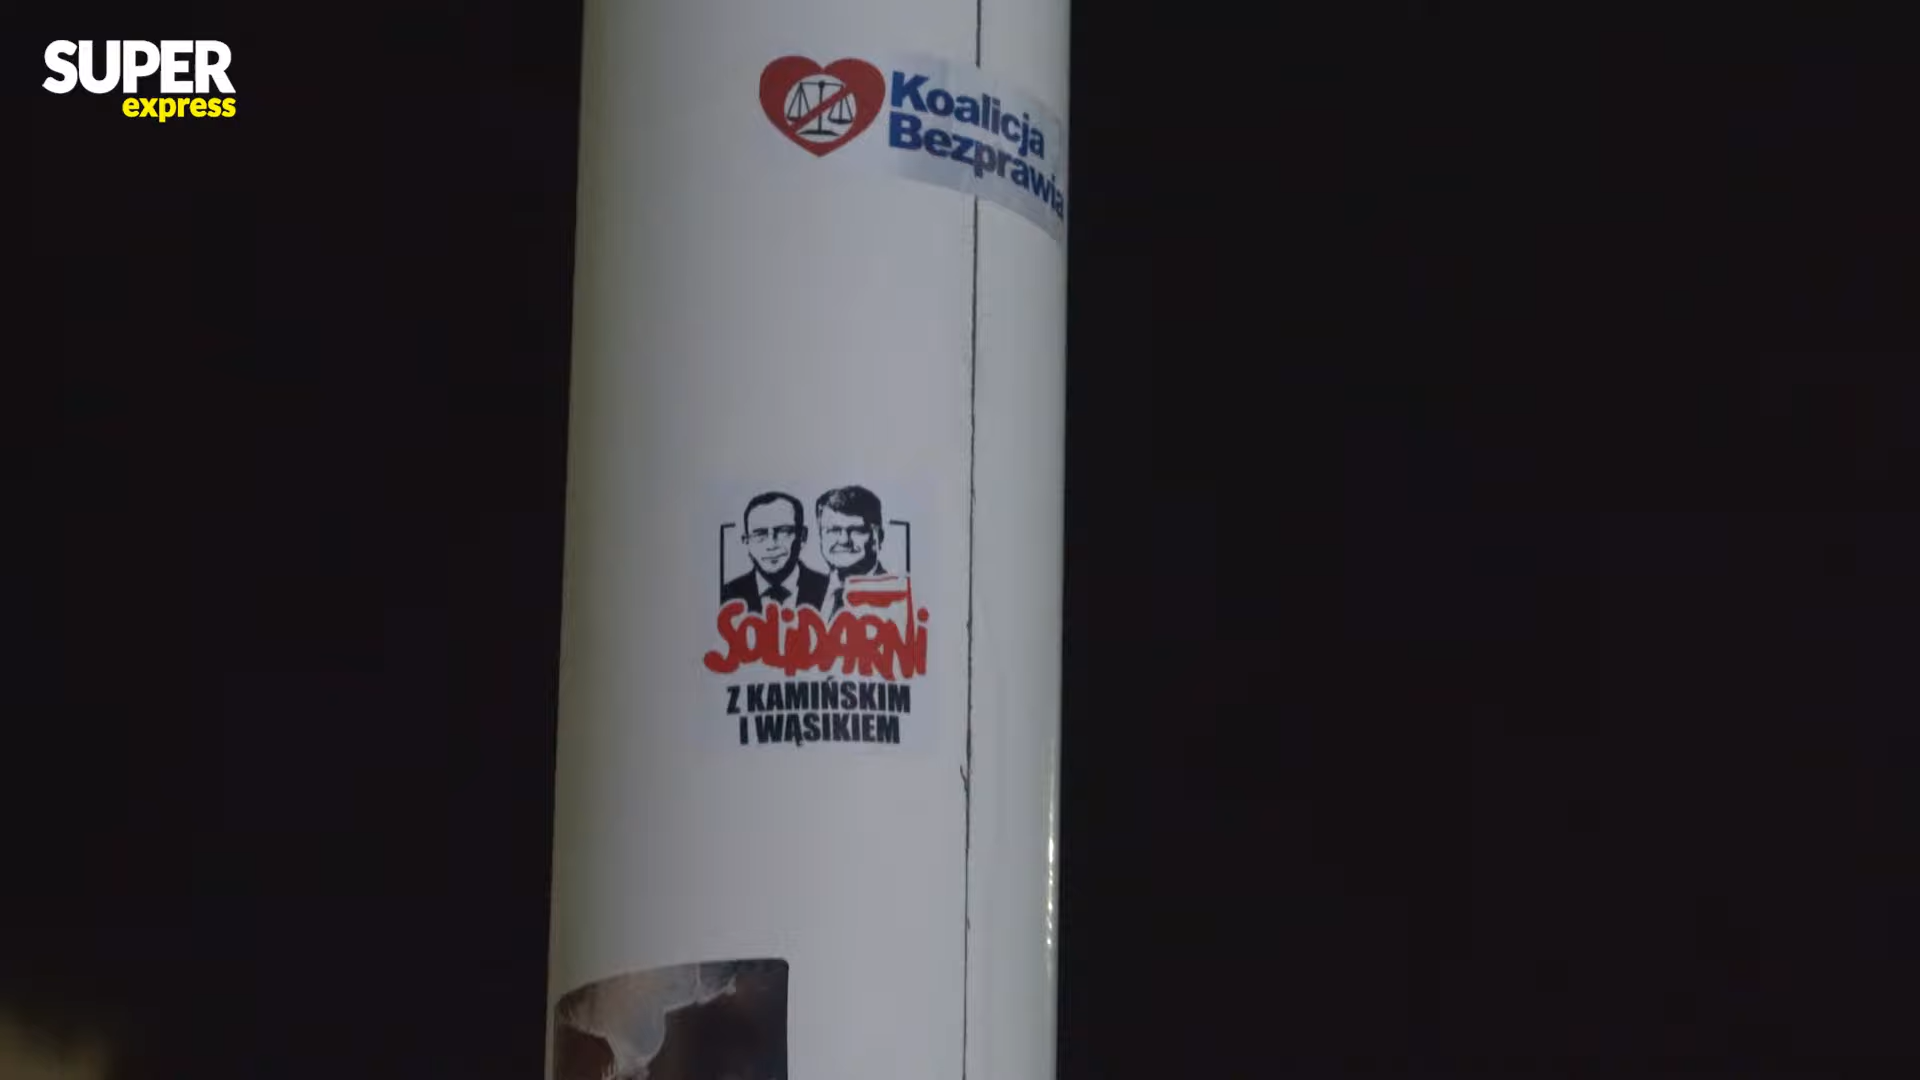 SUPER
express
Koalicja
Bezprawia
SOLiDARNi
Z KAMIŃSKIM
I WĄSIKIEM